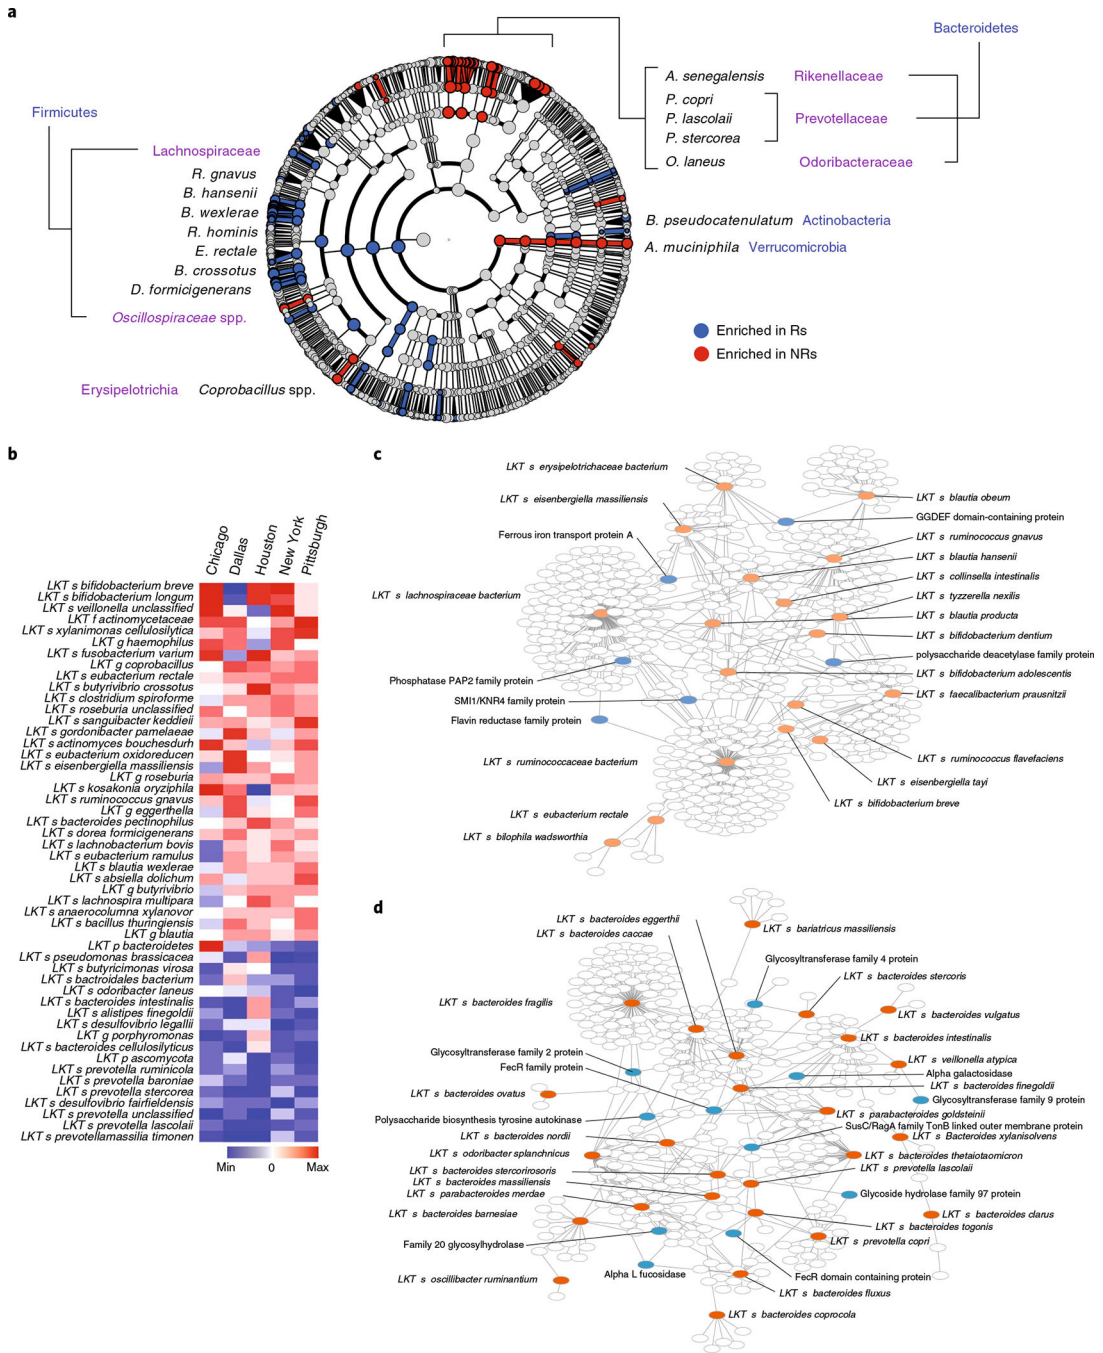 a
Bacteroidetes
A. senegalensis Rikenellaceae
P. copri
P. lascolaii Prevotellaceae
P. stercorea
O. laneus Odoribacteraceae
Firmicutes
Lachnospiraceae
R. gnavus
B. hansenii
B. wexlerae
R. hominis
E. rectale
B. crossotus
D. formicigenerans
Oscillospiraceae spp.
Erysipelotrichia Coprobacillus spp.
B. pseudocatenulatum Actinobacteria
A. muciniphila Verrucomicrobia
Enriched in Rs
Enriched in NRs
b
Chicago
Dallas
Houston
New York
Pittsburgh
LKT s bifidobacterium breve
LKT s bifidobacterium longum
LKT s veillonella unclassified
LKT f actinomycetaceae
LKT s xylanimonas cellulosilytica
LKT g haemophilus
LKT s fusobacterium varium
LKT g coprobacillus
LKT s eubacterium rectale
LKT s butyrivibrio crossotus
LKT s clostridium spiroforme
LKT s roseburia unclassified
LKT s sanguibacter keddieii
LKT s gordonibacter pamelaeae
LKT s actinomyces bouchesdurh
LKT s eubacterium oxidoreducen
LKT s eisenbergiella massiliensis
LKT g roseburia
LKT s kosakonia oryziphila
LKT s ruminococcus gnavus
LKT g eggerthella
LKT s bacteroides pectinophilus
LKT s dorea formicigenerans
LKT s lachnobacterium bovis
LKT s eubacterium ramulus
LKT s blautia wexlerae
LKT s absiella dolichum
LKT g butyrivibrio
LKT s lachnospira multipara
LKT s anaerocolumna xylanovor
LKT s bacillus thuringiensis
LKT g blautia
LKT p bacteroidetes
LKT s pseudomonas brassicacea
LKT s butyricimonas virosa
LKT s bactroidales bacterium
LKT s odoribacter laneus
LKT s bacteroides intestinalis
LKT s alistipes finegoldii
LKT s desulfovibrio legallii
LKT g porphyromonas
LKT s bacteroides cellulosilyticus
LKT p ascomycota
LKT s prevotella ruminicola
LKT s prevotella baroniae
LKT s prevotella stercorea
LKT s desulfovibrio fairfieldensis
LKT s prevotella unclassified
LKT s prevotella lascolaii
LKT s prevotellamassilia timonen
Min 0 Max
c
LKT s erysipelotrichaceae bacterium
LKT s eisenbergiella massiliensis
Ferrous iron transport protein A
LKT s lachnospiraceae bacterium
Phosphatase PAP2 family protein
SMI1/KNR4 family protein
Flavin reductase family protein
LKT s ruminococcaceae bacterium
LKT s eubacterium rectale
LKT s bilophila wadsworthia
LKT s blautia obeum
GGDEF domain-containing protein
LKT s ruminococcus gnavus
LKT s blautia hansenii
LKT s collinsella intestinalis
LKT s tyzzerella nexilis
LKT s blautia producta
LKT s bifidobacterium dentium
polysaccharide deacetylase family protein
LKT s bifidobacterium adolescentis
LKT s faecalibacterium prausnitzii
LKT s ruminococcus flavefaciens
LKT s eisenbergiella tayi
LKT s bifidobacterium breve
d
LKT s bacteroides eggerthii
LKT s bacteroides caccae
LKT s bacteroides fragilis
Glycosyltransferase family 2 protein
FecR family protein
LKT s bacteroides ovatus
Polysaccharide biosynthesis tyrosine autokinase
LKT s bacteroides nordii
LKT s odoribacter splanchnicus
LKT s bacteroides stercorirosoris
LKT s bacteroides massiliensis
LKT s parabacteroides merdae
LKT s bacteroides barnesiae
Family 20 glycosylhydrolase
LKT s oscillibacter ruminantium
Alpha L fucosidase
LKT s bariatricus massiliensis
Glycosyltransferase family 4 protein
LKT s bacteroides stercoris
LKT s bacteroides vulgatus
LKT s bacteroides intestinalis
LKT s veillonella atypica
Alpha galactosidase
LKT s bacteroides finegoldii
Glycosyltransferase family 9 protein
LKT s parabacteroides goldsteinii
SusC/RagA family TonB linked outer membrane protein
LKT s Bacteroides xylanisolvens
LKT s bacteroides thetaiotaomicron
LKT s prevotella lascolaii
Glycoside hydrolase family 97 protein
LKT s bacteroides clarus
LKT s bacteroides togonis
LKT s prevotella copri
FecR domain containing protein
LKT s bacteroides fluxus
LKT s bacteroides coprocola